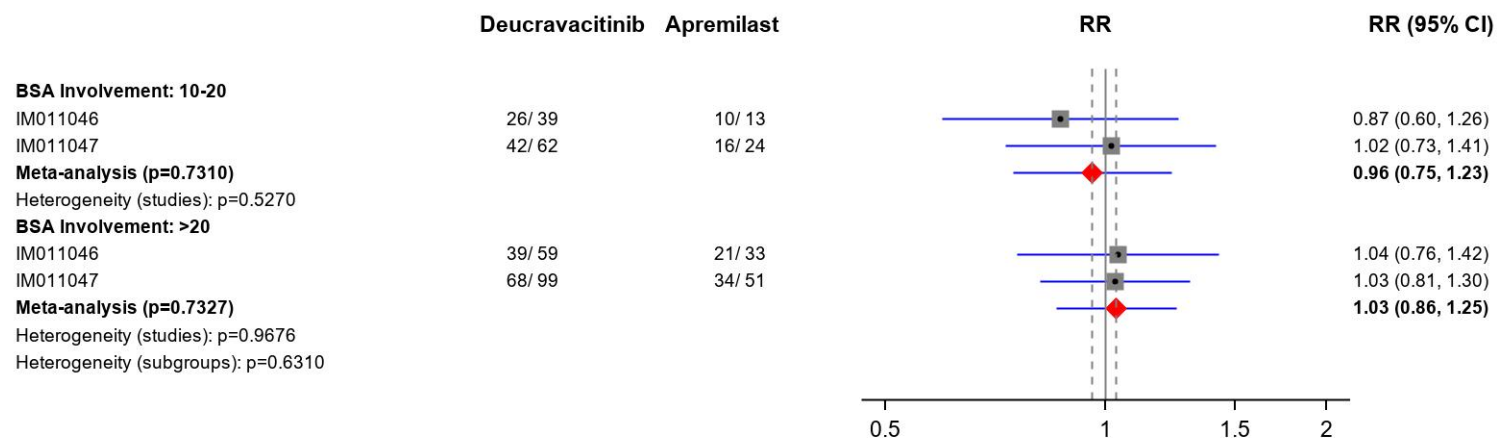 Deucravacitinib Apremilast RR RR (95% CI)
BSA Involvement: 10-20
IM011046 26/ 39 10/ 13 0.87 (0.60, 1.26)
IM011047 42/ 62 16/ 24 1.02 (0.73, 1.41)
Meta-analysis (p=0.7310) 0.96 (0.75, 1.23)
Heterogeneity (studies): p=0.5270
BSA Involvement: >20
IM011046 39/ 59 21/ 33 1.04 (0.76, 1.42)
IM011047 68/ 99 34/ 51 1.03 (0.81, 1.30)
Meta-analysis (p=0.7327) 1.03 (0.86, 1.25)
Heterogeneity (studies): p=0.9676
Heterogeneity (subgroups): p=0.6310
0.5 1 1.5 2